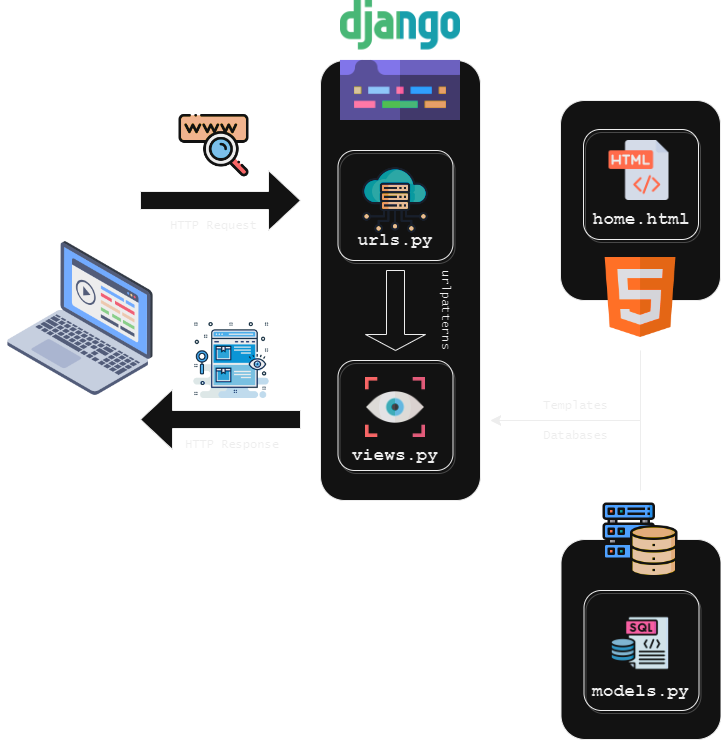 django
WWW
HTTP Request
urls.py
urlpatterns
HTML
</>
home.html
5
HTTP Response
views.py
Templates
Databases
SQL
</>
models.py